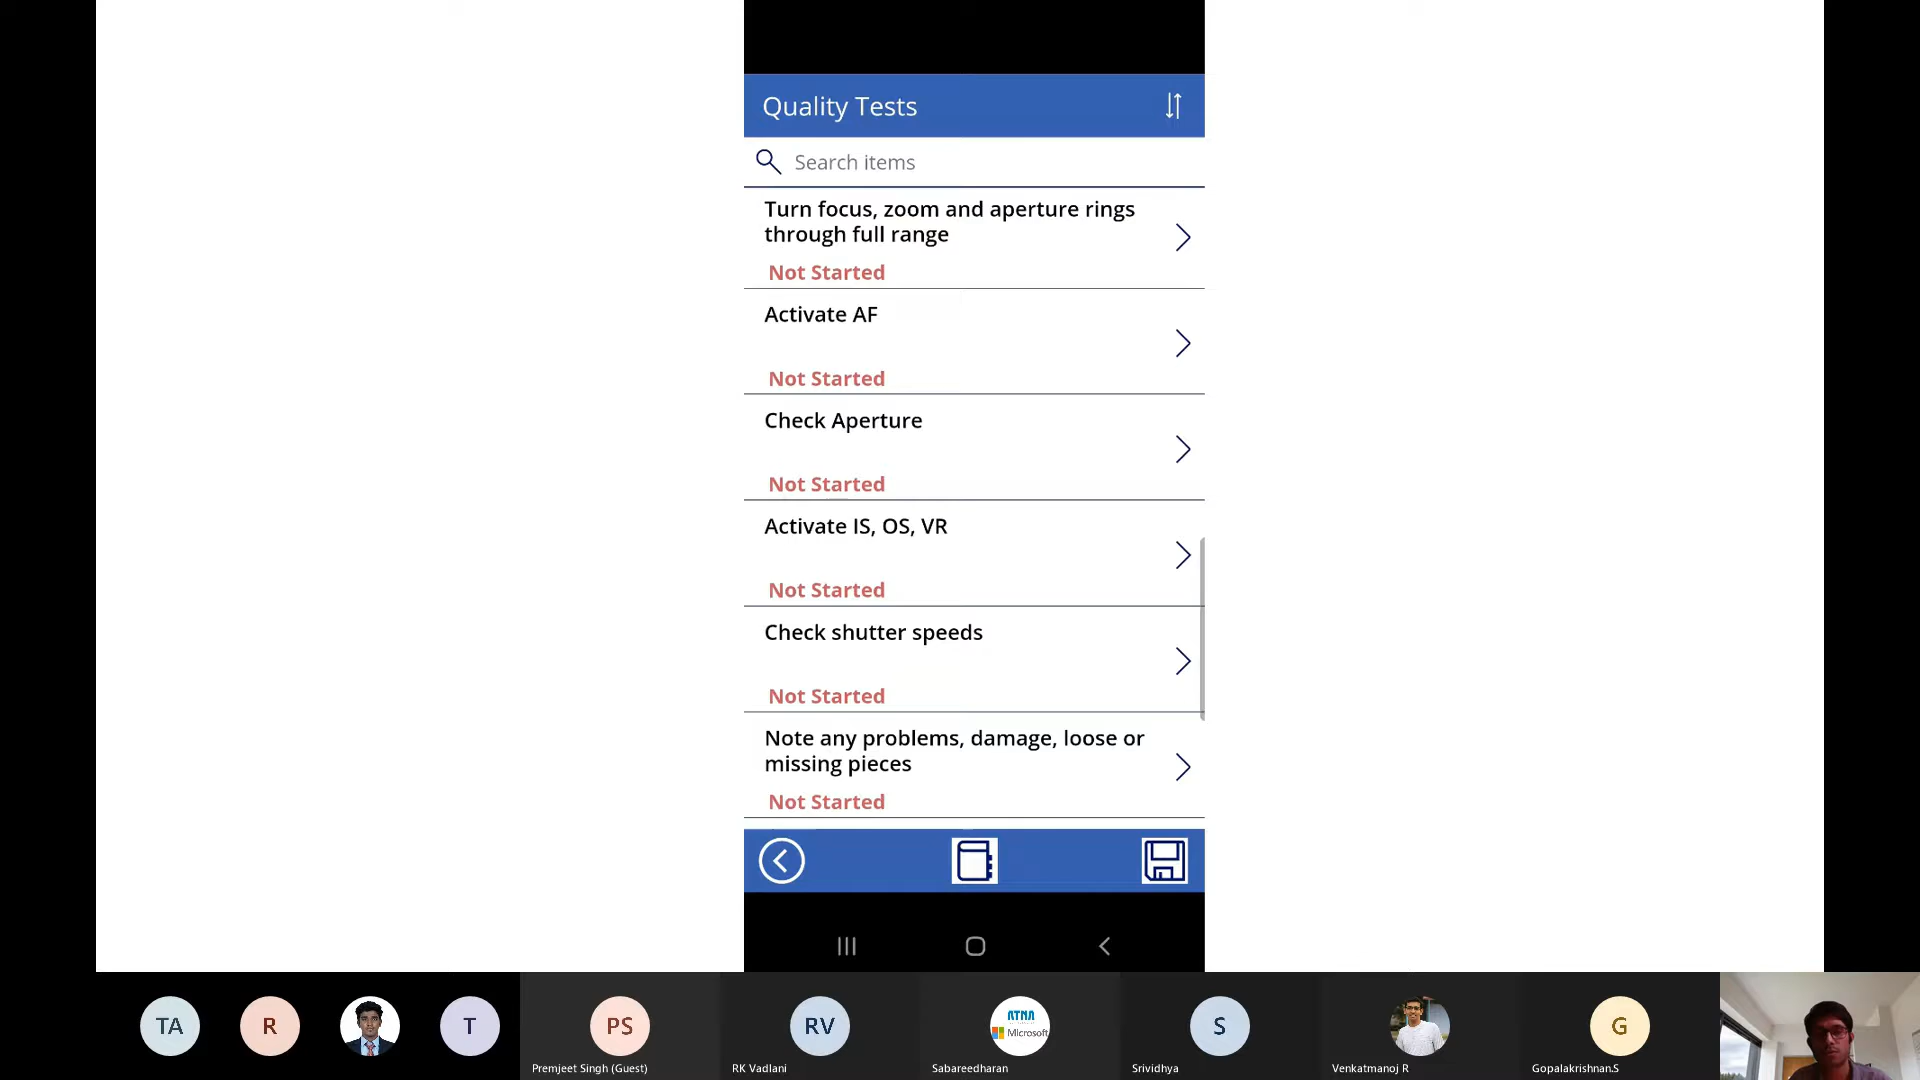 Quality Tests
Search items
Turn focus, zoom and aperture rings
through full range
Not Started
Activate AF
Not Started
Check Aperture
Not Started
Activate IS, OS, VR
Not Started
Check shutter speeds
Not Started
Note any problems, damage, loose or
missing pieces
Not Started
TA
R
T
PS
RV
ATNA
Microsoft
S
G
Premjeet Singh (Guest)
RK Vadlani
Sabareedharan
Srividhya
Venkatmanoj R
Gopalakrishnan.S